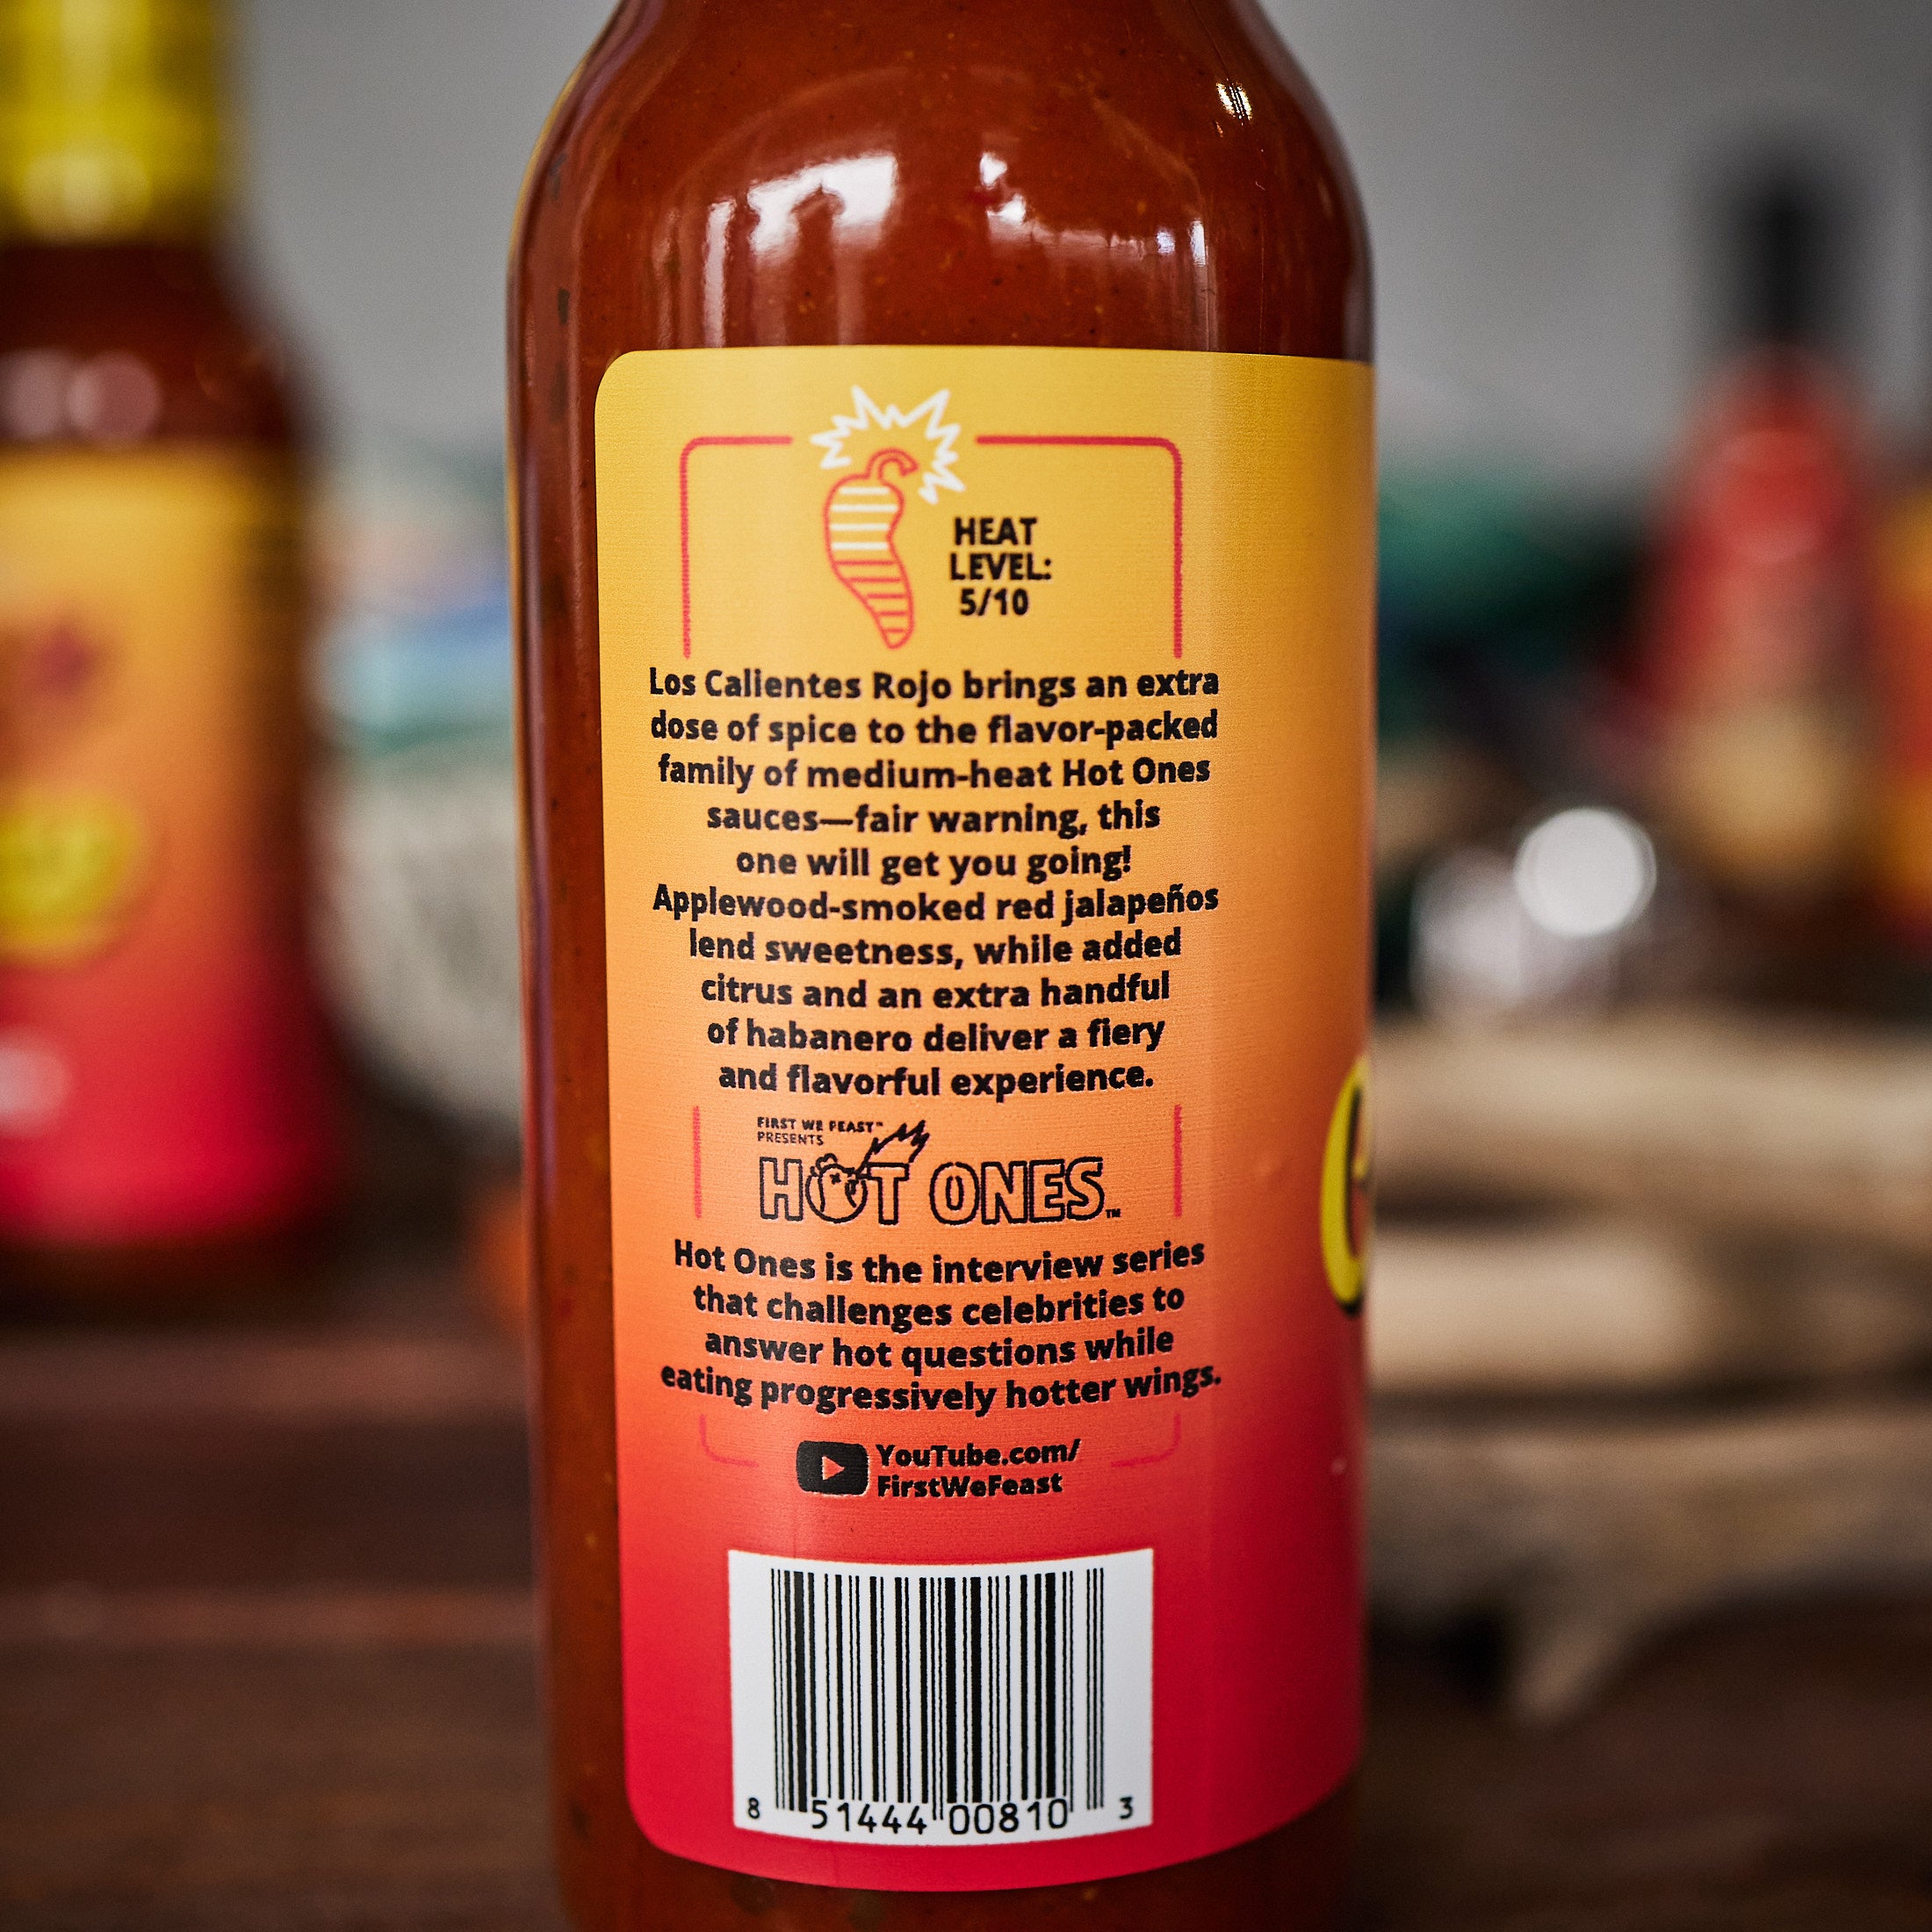 HEAT
LEVEL:
5/10
Los Calientes Rojo brings an extra
dose of spice to the flavor-packed
family of medium-heat Hot Ones
sauces—fair warning, this
one will get you going!
Applewood-smoked red jalapeños
lend sweetness, while added
citrus and an extra handful
of habanero deliver a fiery
and flavorful experience.
FIRST WE FEAST™
PRESENTS
HOT ONES™
Hot Ones is the interview series
that challenges celebrities to
answer hot questions while
eating progressively hotter wings.
YouTube.com/
FirstWeFeast
8 51444 00810 3